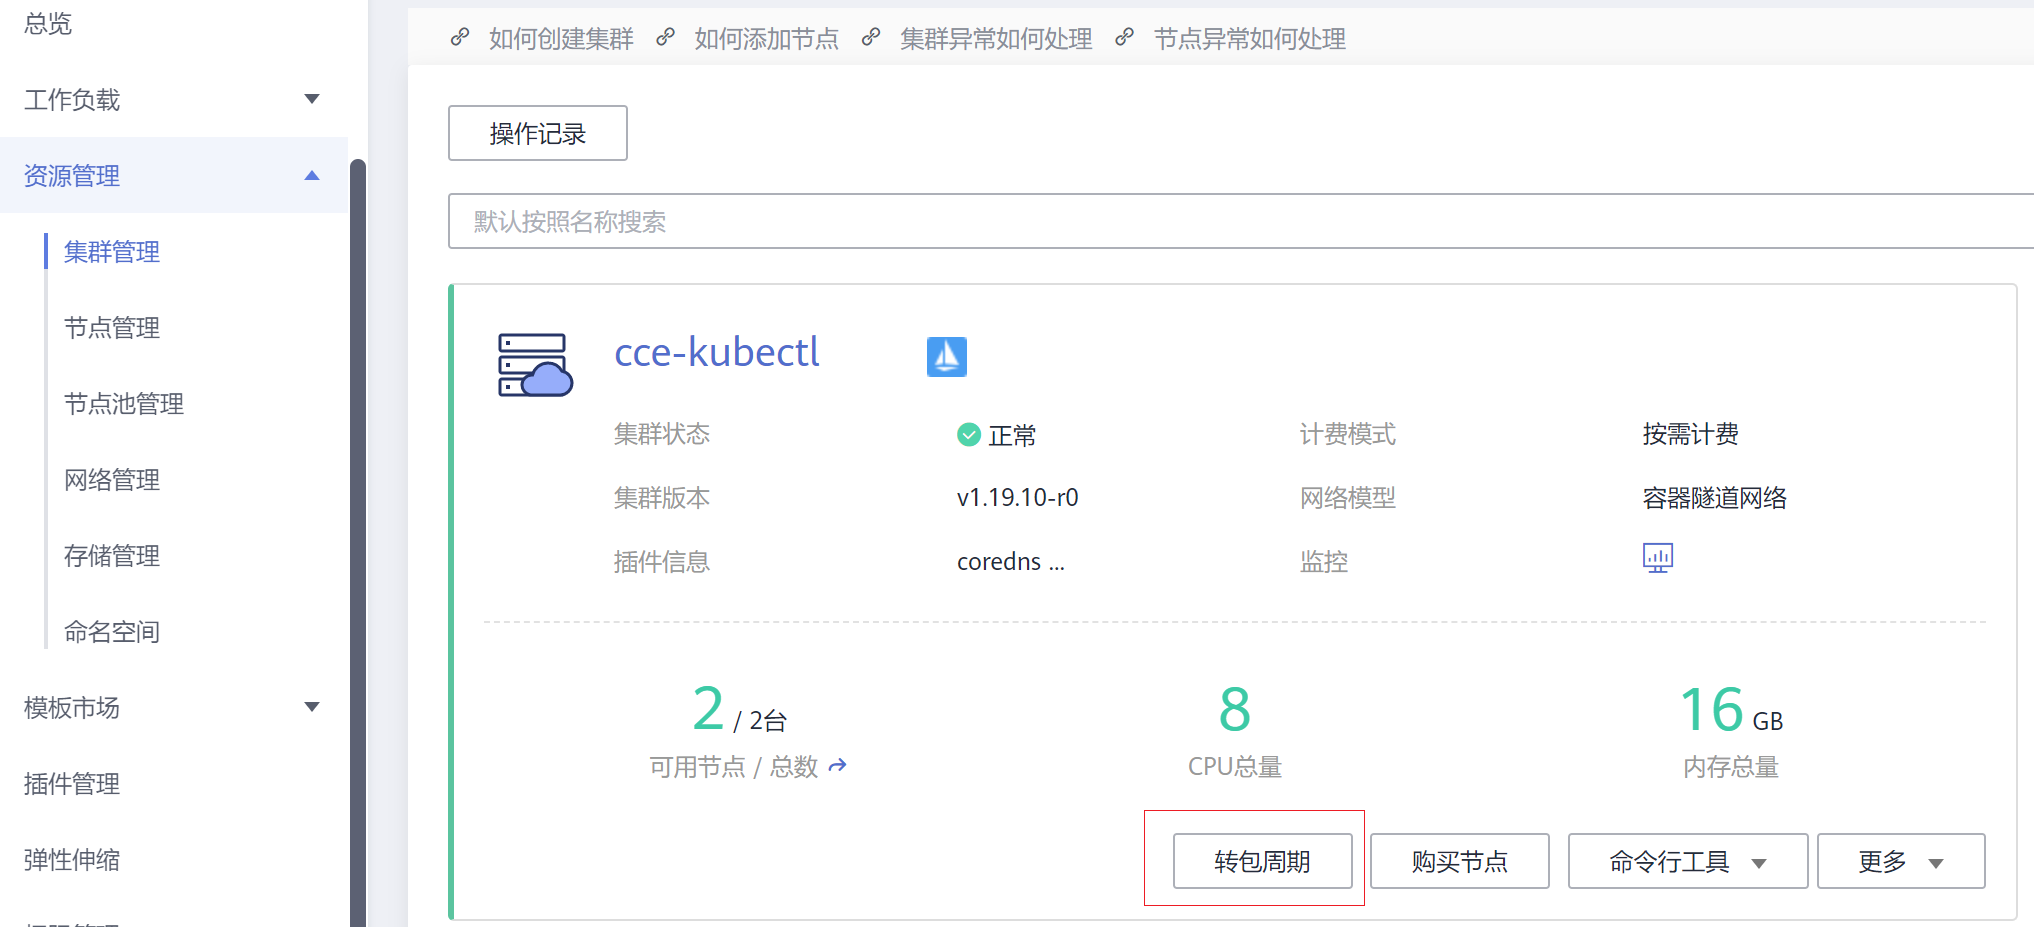 总览
工作负载
资源管理
集群管理
节点管理
节点池管理
网络管理
存储管理
命名空间
模板市场
插件管理
弹性伸缩
如何创建集群 如何添加节点 集群异常如何处理 节点异常如何处理
操作记录
默认按照名称搜索
cce-kubectl
集群状态 正常 计费模式 按需计费
集群版本 v1.19.10-r0 网络模型 容器隧道网络
插件信息 coredns ... 监控
2 / 2台 8 16 GB
可用节点 / 总数 CPU总量 内存总量
转包周期 购买节点 命令行工具 更多